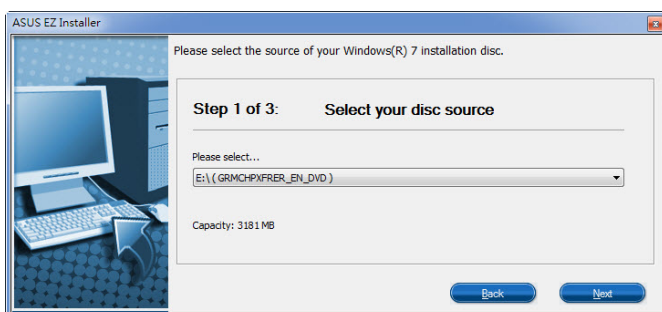 ASUS EZ Installer
Please select the source of your Windows(R) 7 installation disc.
Step 1 of 3: Select your disc source
Please select...
E:\ ( GRMCHPXFRER_EN_DVD )
Capacity: 3181 MB
Back Next